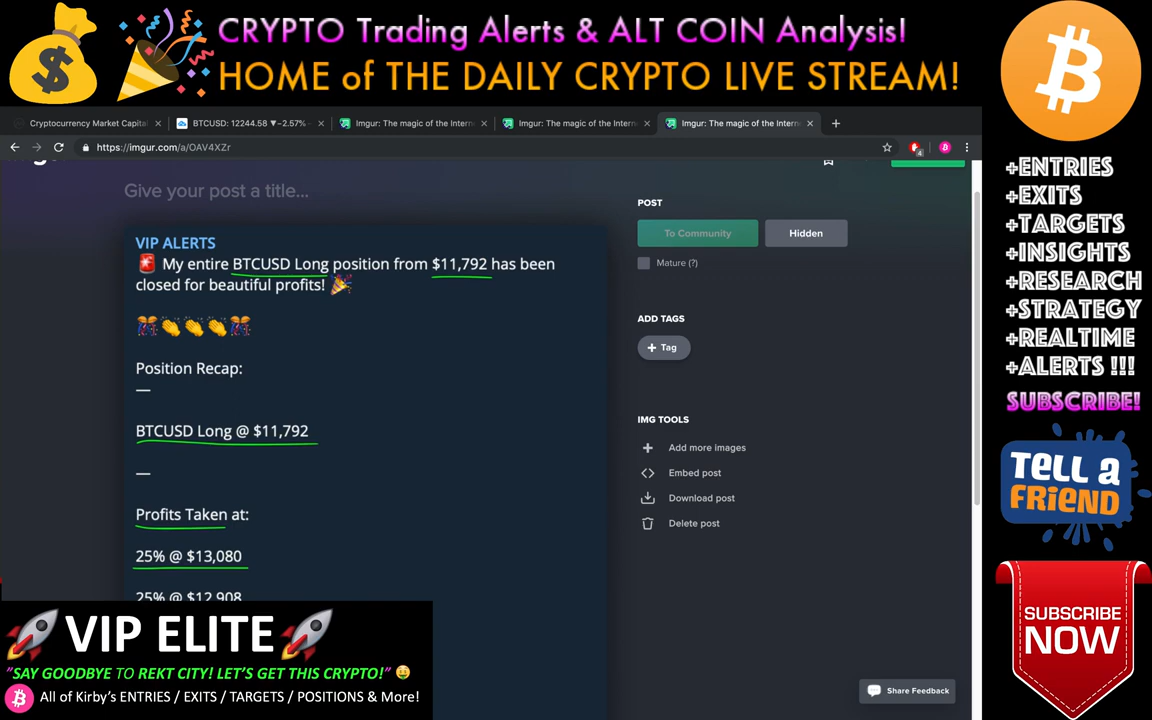 CRYPTO Trading Alerts & ALT COIN Analysis!
HOME of THE DAILY CRYPTO LIVE STREAM!
Cryptocurrency Market Capital
BTCUSD: 12244.58 ▼−2.57%
Imgur: The magic of the Intern
Imgur: The magic of the Intern
Imgur: The magic of the Intern
https://imgur.com/a/OAV4XZr
Give your post a title...
VIP ALERTS
🚨 My entire BTCUSD Long position from $11,792 has been
closed for beautiful profits! 🎉
🎊👏👏👏🎊
Position Recap:
—
BTCUSD Long @ $11,792
—
Profits Taken at:
25% @ $13,080
25% @ $12,908
POST
To Community
Hidden
Mature (?)
ADD TAGS
+ Tag
IMG TOOLS
Add more images
Embed post
Download post
Delete post
Share Feedback
VIP ELITE
"SAY GOODBYE TO REKT CITY! LET'S GET THIS CRYPTO!" 🤑
All of Kirby's ENTRIES / EXITS / TARGETS / POSITIONS & More!
+ENTRIES
+EXITS
+TARGETS
+INSIGHTS
+RESEARCH
+STRATEGY
+REALTIME
+ALERTS !!!
SUBSCRIBE!
TELL A
FRIEND
SUBSCRIBE
NOW